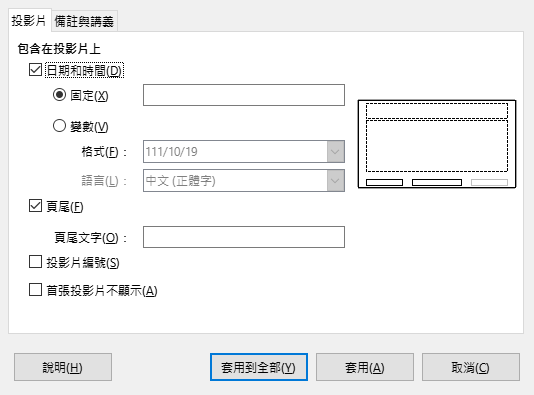 投影片 備註與講義
包含在投影片上
日期和時間(D)
固定(X)
變數(V)
格式(F)： 111/10/19
語言(L)： 中文 (正體字)
頁尾(F)
頁尾文字(O)：
投影片編號(S)
首張投影片不顯示(A)
說明(H) 套用到全部(Y) 套用(A) 取消(C)